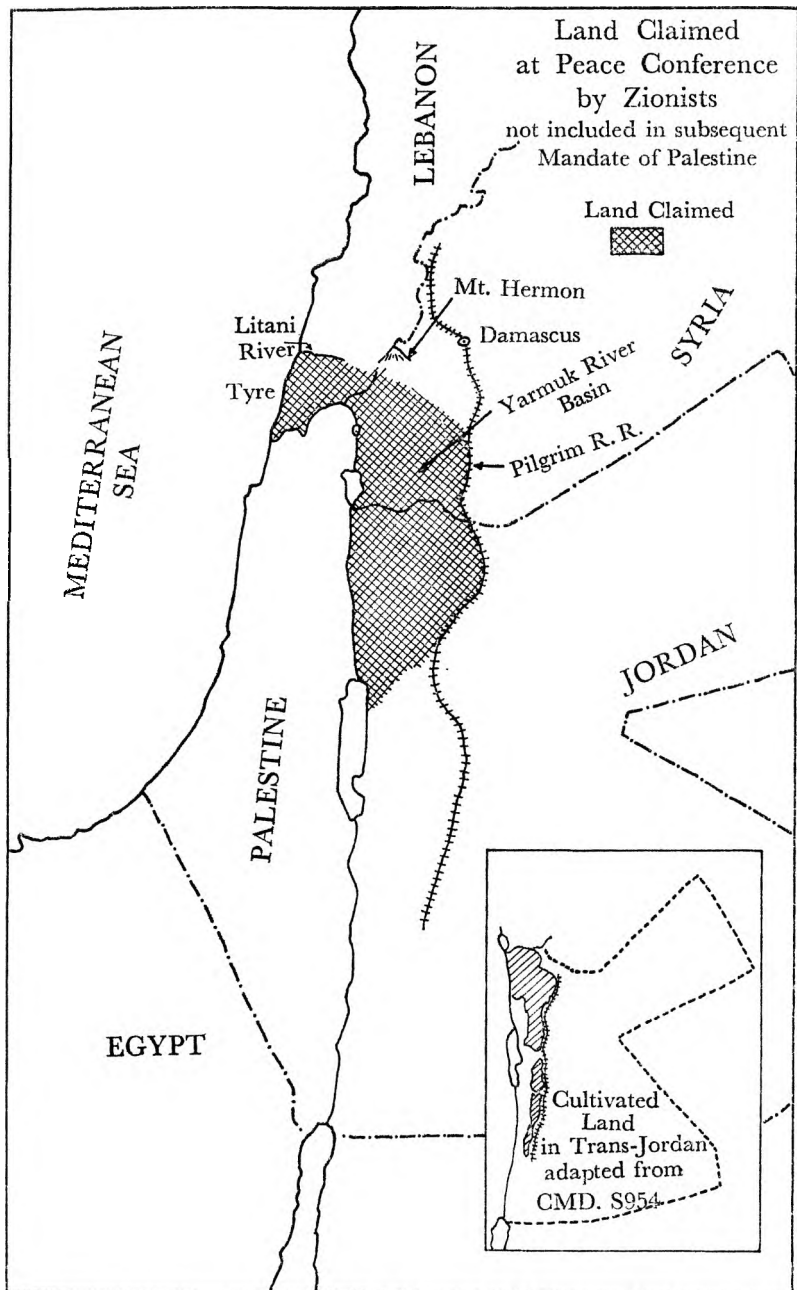 Land Claimed
at Peace Conference
by Zionists
not included in subsequent
Mandate of Palestine
Land Claimed
LEBANON
Mt. Hermon
Litani
River
Damascus
SYRIA
Tyre
Yarmuk River
Basin
Pilgrim R. R.
MEDITERRANEAN
SEA
JORDAN
PALESTINE
EGYPT
Cultivated
Land
in Trans-Jordan
adapted from
CMD. S954